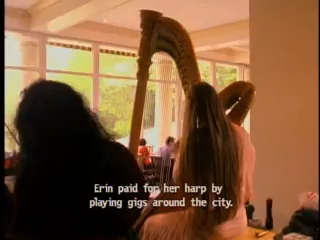 Erin paid for her harp by
playing gigs around the city.